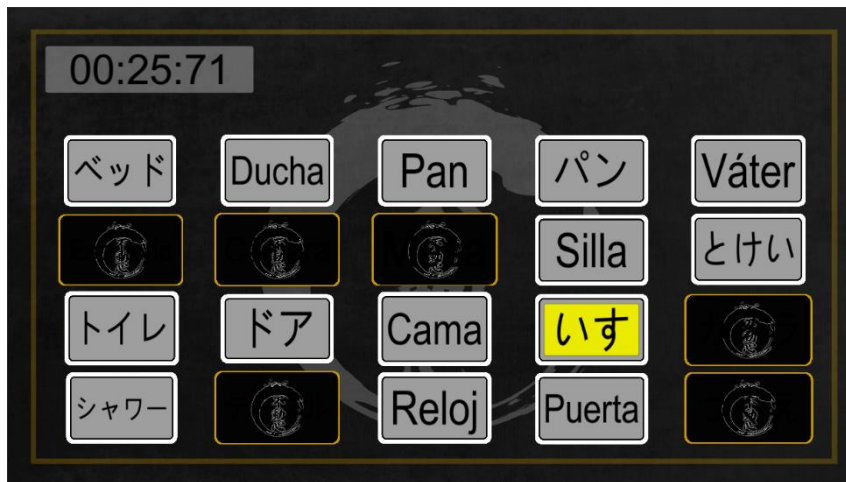 00:25:71
ベッド Ducha Pan パン Váter
Silla とけい
トイレ ドア Cama いす
シャワー Reloj Puerta